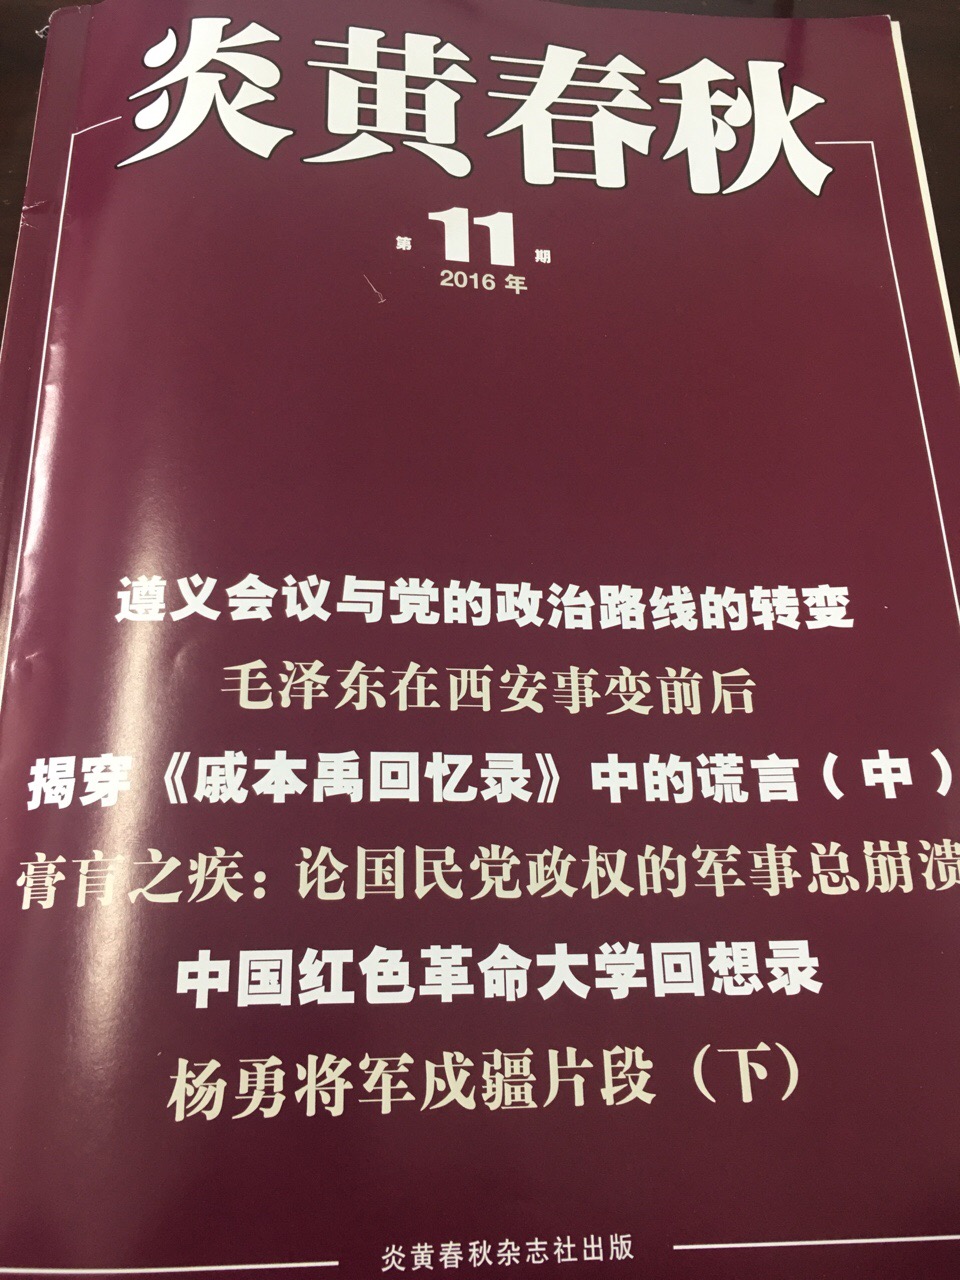 炎黄春秋
第11期
2016 年
遵义会议与党的政治路线的转变
毛泽东在西安事变前后
揭穿《戚本禹回忆录》中的谎言（中）
膏肓之疾：论国民党政权的军事总崩溃
中国红色革命大学回想录
杨勇将军戍疆片段（下）
炎黄春秋杂志社出版